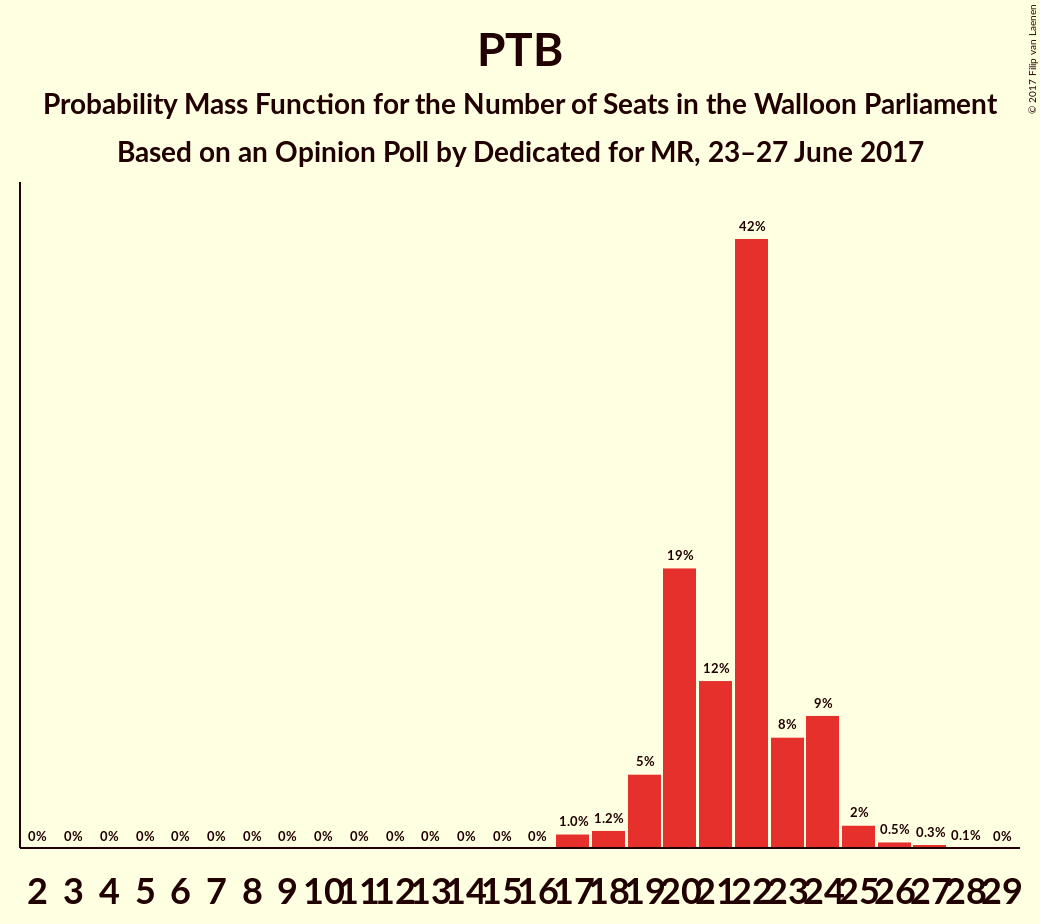 PTB
Probability Mass Function for the Number of Seats in the Walloon Parliament
Based on an Opinion Poll by Dedicated for MR, 23–27 June 2017
© 2017 Filip van Laenen
0% 0% 0% 0% 0% 0% 0% 0% 0% 0% 0% 0% 0% 0% 0% 1.0% 1.2% 5% 19% 12% 42% 8% 9% 2% 0.5% 0.3% 0.1% 0%
2 3 4 5 6 7 8 9 10 11 12 13 14 15 16 17 18 19 20 21 22 23 24 25 26 27 28 29